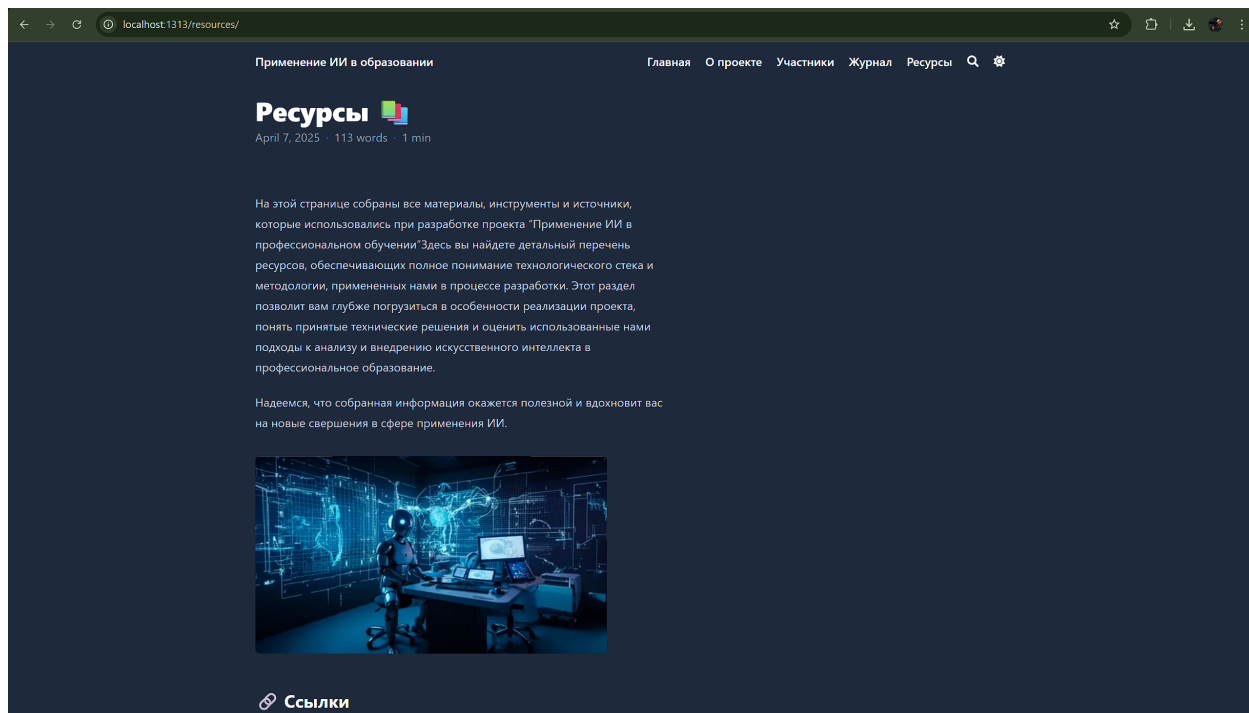 localhost:1313/resources/
Применение ИИ в образовании
Главная О проекте Участники Журнал Ресурсы
Ресурсы
April 7, 2025 · 113 words · 1 min
На этой странице собраны все материалы, инструменты и источники,
которые использовались при разработке проекта “Применение ИИ в
профессиональном обучении”Здесь вы найдете детальный перечень
ресурсов, обеспечивающих полное понимание технологического стека и
методологии, примененных нами в процессе разработки. Этот раздел
позволит вам глубже погрузиться в особенности реализации проекта,
понять принятые технические решения и оценить использованные нами
подходы к анализу и внедрению искусственного интеллекта в
профессиональное образование.
Надеемся, что собранная информация окажется полезной и вдохновит вас
на новые свершения в сфере применения ИИ.
Ссылки